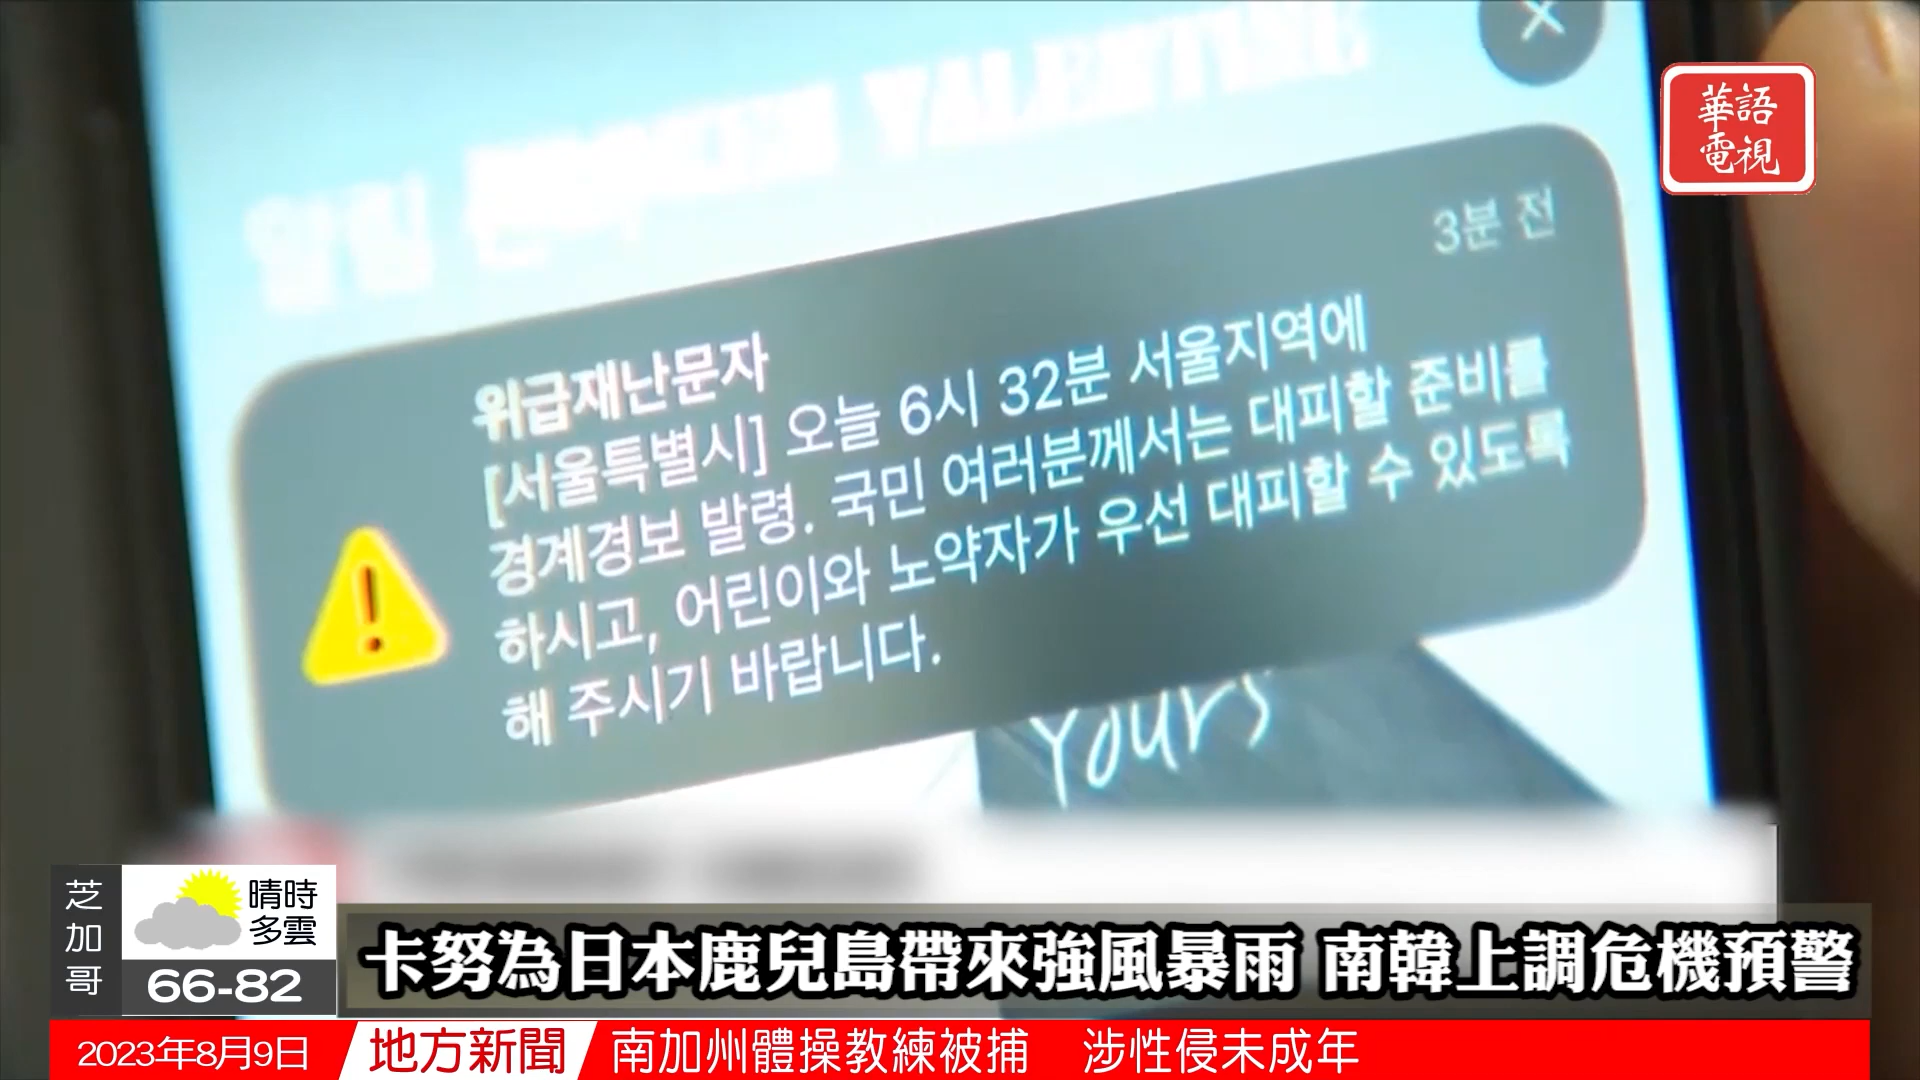 알림
VALENTINE
華語
電視
3분 전
위급재난문자
[서울특별시] 오늘 6시 32분 서울지역에
경계경보 발령. 국민 여러분께서는 대피할 준비를
하시고, 어린이와 노약자가 우선 대피할 수 있도록
해 주시기 바랍니다.
Yours
芝加哥
晴時
多雲
66-82
卡努為日本鹿兒島帶來強風暴雨 南韓上調危機預警
2023年8月9日 地方新聞 南加州體操教練被捕 涉性侵未成年